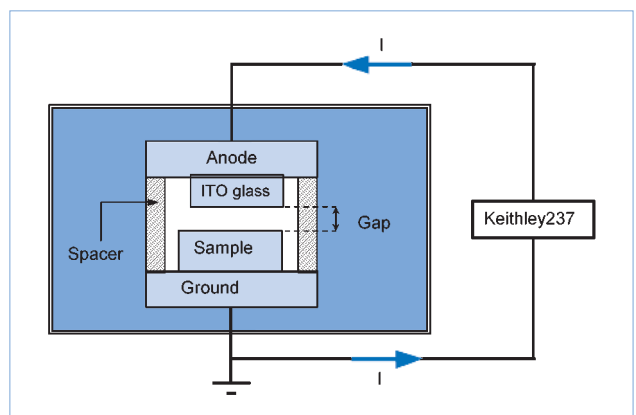 I
Anode
ITO glass
Keithley237
Gap
Spacer
Sample
Ground
I